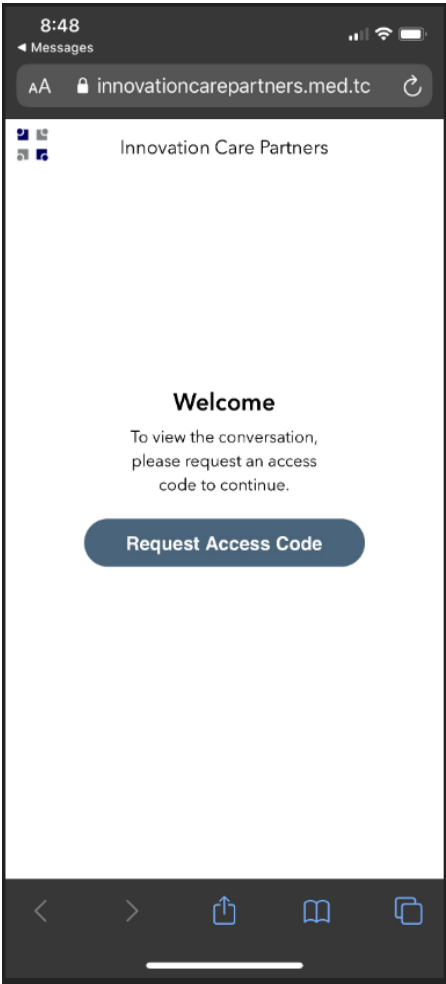 8:48
◀ Messages
AA innovationcarepartners.med.tc
Innovation Care Partners
Welcome
To view the conversation,
please request an access
code to continue.
Request Access Code